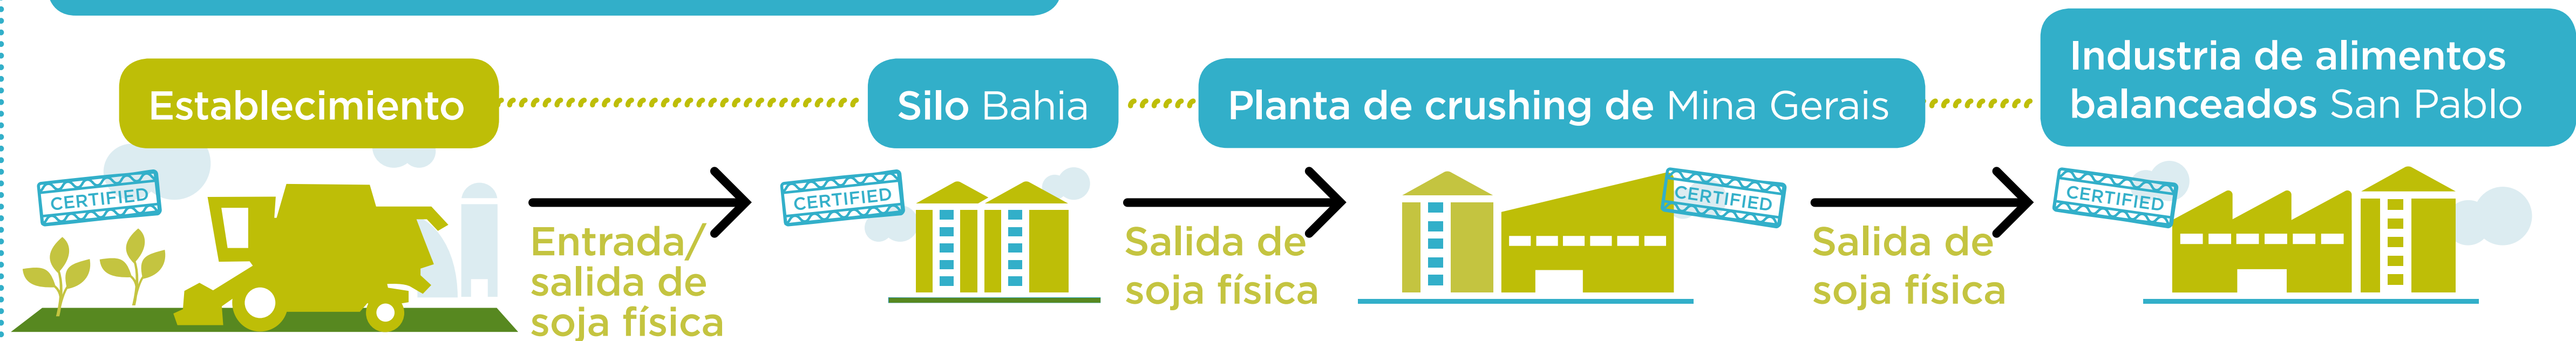 Establecimiento
Silo Bahia
Planta de crushing de Mina Gerais
Industria de alimentos
balanceados San Pablo
CERTIFIED
Entrada/
salida de
soja física
CERTIFIED
Salida de
soja física
CERTIFIED
Salida de
soja física
CERTIFIED